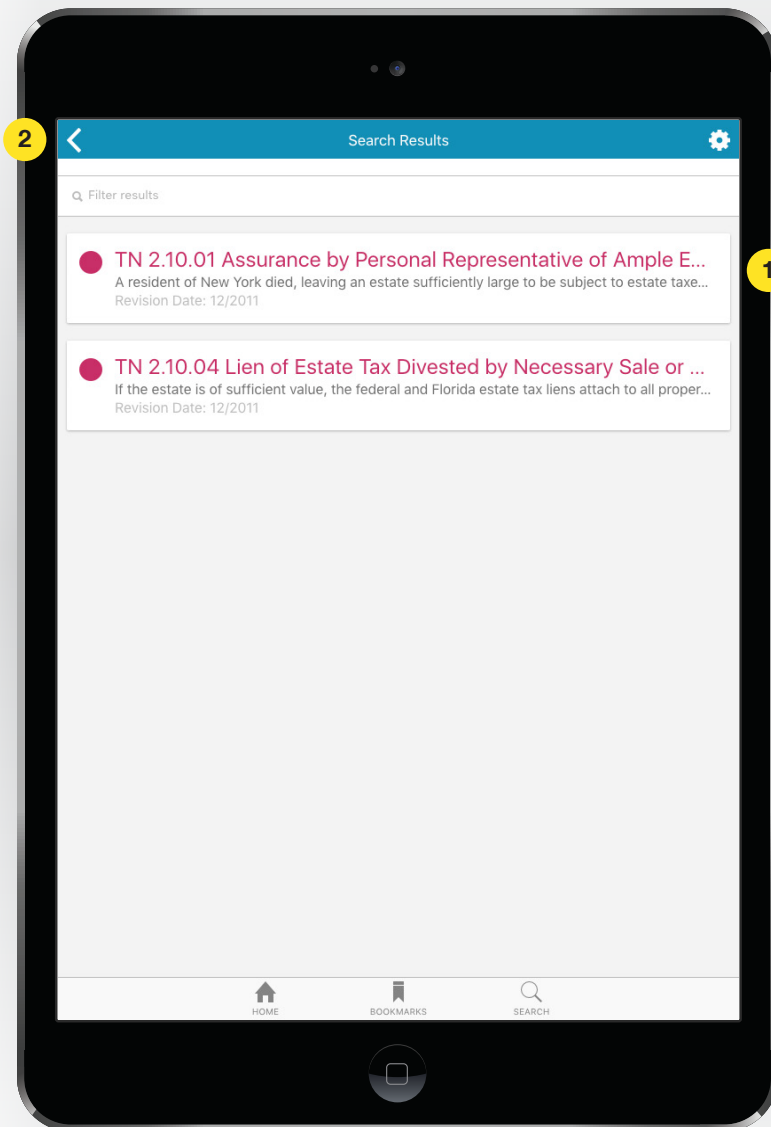 2
Search Results
Filter results
1
TN 2.10.01 Assurance by Personal Representative of Ample E...
A resident of New York died, leaving an estate sufficiently large to be subject to estate taxe...
Revision Date: 12/2011
TN 2.10.04 Lien of Estate Tax Divested by Necessary Sale or ...
If the estate is of sufficient value, the federal and Florida estate tax liens attach to all proper...
Revision Date: 12/2011
HOME
BOOKMARKS
SEARCH